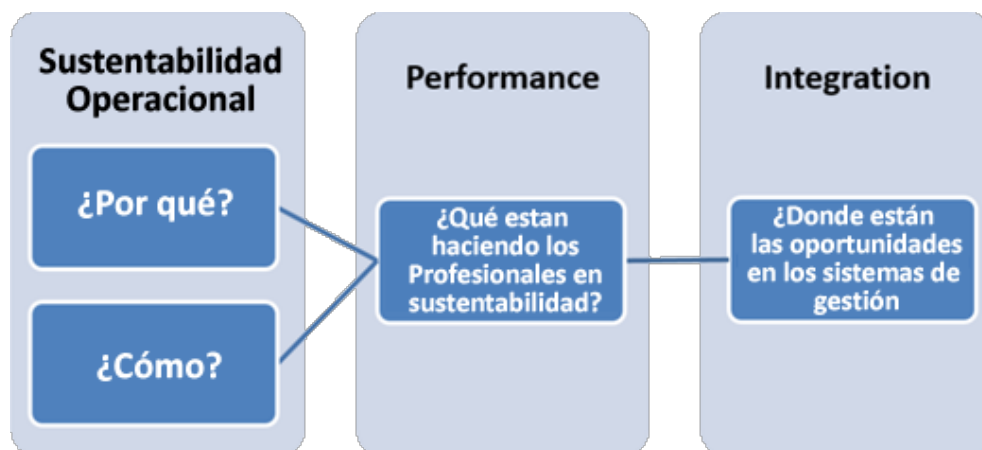 Sustentabilidad
Operacional
¿Por qué?
¿Cómo?
Performance
¿Qué estan
haciendo los
Profesionales en
sustentabilidad?
Integration
¿Donde están
las oportunidades
en los sistemas de
gestión